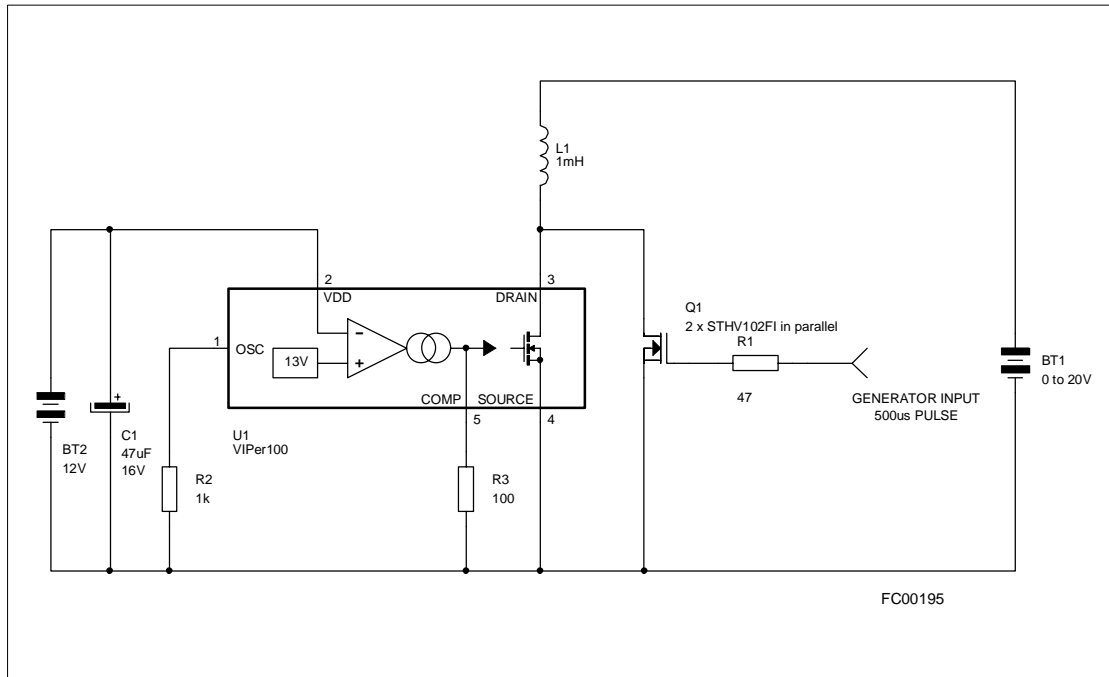 L1
1mH
2
VDD
3
DRAIN
1
OSC
13V
-
+
COMP
SOURCE
5
4
U1
VIPer100
Q1
2 x STHV102FI in parallel
R1
47
GENERATOR INPUT
500us PULSE
BT1
0 to 20V
BT2
12V
+
C1
47uF
16V
R2
1k
R3
100
FC00195